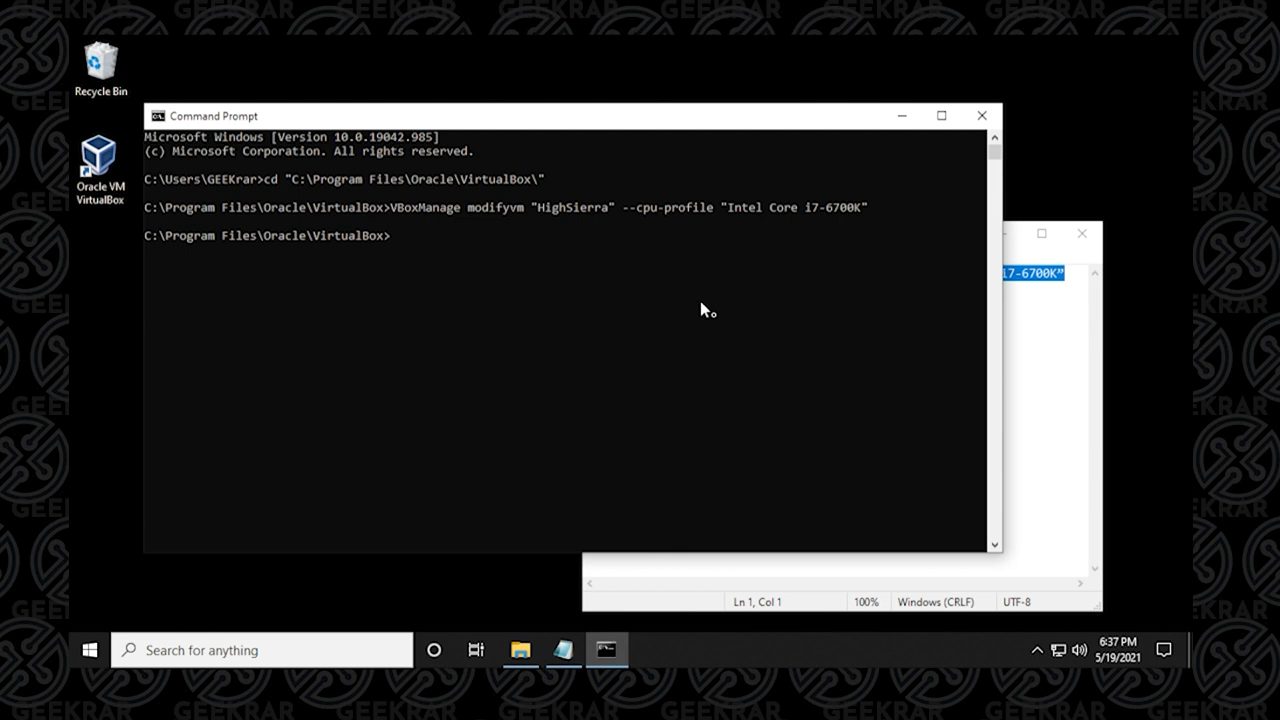 Recycle Bin
Oracle VM
VirtualBox
Command Prompt
Microsoft Windows [Version 10.0.19042.985]
(c) Microsoft Corporation. All rights reserved.
C:\Users\GEEKrar>cd "C:\Program Files\Oracle\VirtualBox\"
C:\Program Files\Oracle\VirtualBox>VBoxManage modifyvm "HighSierra" --cpu-profile "Intel Core i7-6700K"
C:\Program Files\Oracle\VirtualBox>
i7-6700K”
Ln 1, Col 1
100%
Windows (CRLF)
UTF-8
Search for anything
6:37 PM
5/19/2021
GEEKRAR